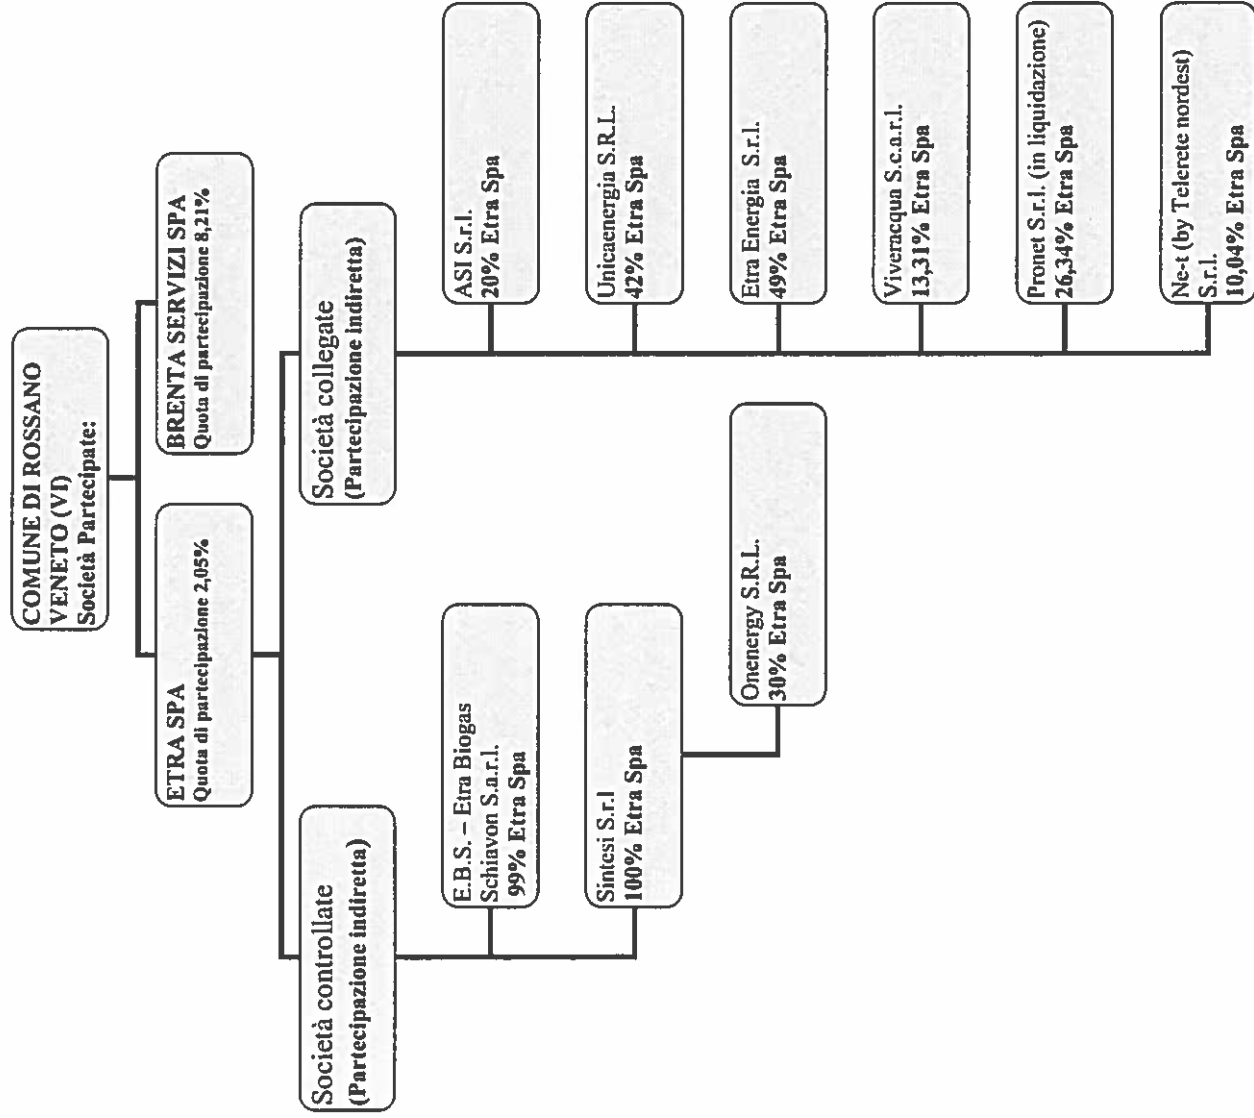 COMUNE DI ROSSANO
VENETO (VI)
Società Partecipate:
ETRA SPA
Quota di partecipazione 2,05%
BRENTA SERVIZI SPA
Quota di partecipazione 8,21%
Società controllate
(Partecipazione indiretta)
Società collegate
(Partecipazione indiretta)
E.B.S. – Etra Biogas
Schiavon S.a.r.l.
99% Etra Spa
Sintesi S.r.l
100% Etra Spa
Onenergy S.R.L.
30% Etra Spa
ASI S.r.l.
20% Etra Spa
Unicaenergia S.R.L.
42% Etra Spa
Etra Energia S.r.l.
49% Etra Spa
Viveracqua S.c.a.r.l.
13,31% Etra Spa
Pronet S.r.l. (in liquidazione)
26,34% Etra Spa
Ne-t (by Telerete nordest)
S.r.l.
10,04% Etra Spa